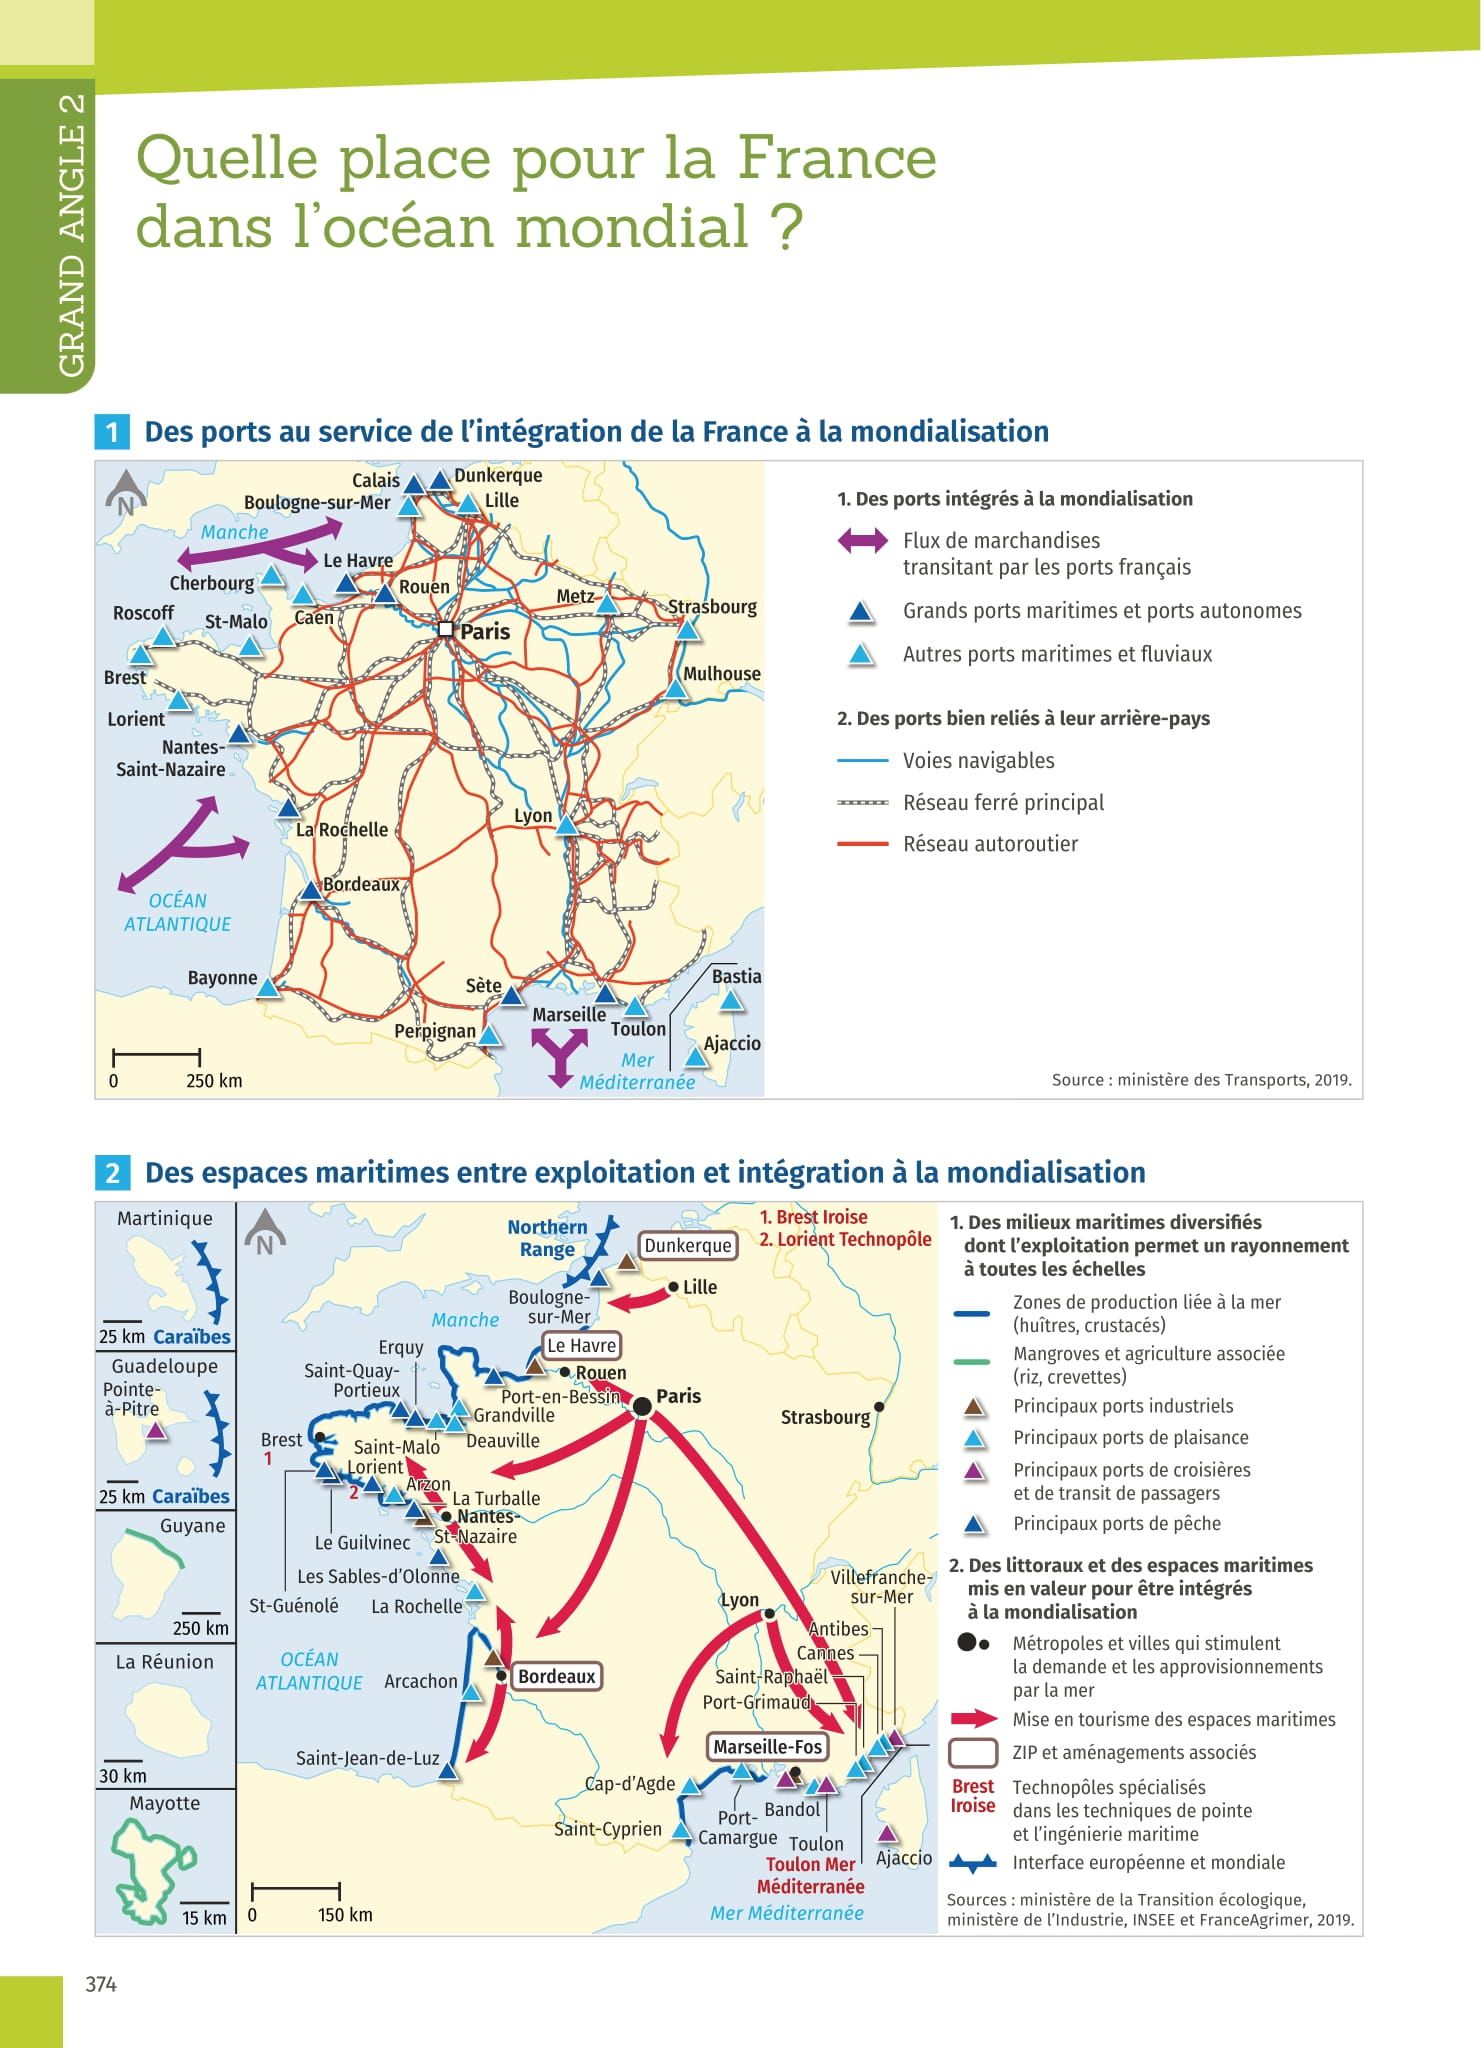 GRAND ANGLE 2
Quelle place pour la France
dans l'océan mondial ?
1 Des ports au service de l'intégration de la France à la mondialisation
N
Calais
Dunkerque
Boulogne-sur-Mer
Lille
Manche
Le Havre
Cherbourg
Rouen
Metz
Strasbourg
Roscoff
St-Malo
Caen
Paris
Brest
Mulhouse
Lorient
Nantes-
Saint-Nazaire
La Rochelle
Lyon
Bordeaux
OCÉAN
ATLANTIQUE
Bayonne
Sète
Bastia
Marseille
Toulon
Perpignan
Ajaccio
Mer
Méditerranée
0 250 km
1. Des ports intégrés à la mondialisation
Flux de marchandises
transitant par les ports français
Grands ports maritimes et ports autonomes
Autres ports maritimes et fluviaux
2. Des ports bien reliés à leur arrière-pays
Voies navigables
Réseau ferré principal
Réseau autoroutier
Source : ministère des Transports, 2019.
2 Des espaces maritimes entre exploitation et intégration à la mondialisation
Martinique
25 km Caraïbes
Guadeloupe
Pointe-
à-Pitre
25 km Caraïbes
Guyane
250 km
La Réunion
30 km
Mayotte
15 km
N
Northern
Range
Dunkerque
1. Brest Iroise
2. Lorient Technopôle
Lille
Boulogne-
sur-Mer
Manche
Erquy
Le Havre
Saint-Quay-
Portieux
Rouen
Port-en-Bessin
Paris
Grandville
Strasbourg
Brest
1
Saint-Malo
Deauville
Lorient
2
Arzon
La Turballe
Nantes-
St-Nazaire
Le Guilvinec
Les Sables-d'Olonne
St-Guénolé
La Rochelle
Villefranche-
sur-Mer
Lyon
Antibes
Cannes
OCÉAN
ATLANTIQUE
Arcachon
Bordeaux
Saint-Raphaël
Port-Grimaud
Saint-Jean-de-Luz
Marseille-Fos
Cap-d'Agde
Saint-Cyprien
Port-
Camargue
Bandol
Toulon
Ajaccio
Toulon Mer
Méditerranée
Mer Méditerranée
0 150 km
1. Des milieux maritimes diversifiés
dont l'exploitation permet un rayonnement
à toutes les échelles
Zones de production liée à la mer
(huîtres, crustacés)
Mangroves et agriculture associée
(riz, crevettes)
Principaux ports industriels
Principaux ports de plaisance
Principaux ports de croisières
et de transit de passagers
Principaux ports de pêche
2. Des littoraux et des espaces maritimes
mis en valeur pour être intégrés
à la mondialisation
Métropoles et villes qui stimulent
la demande et les approvisionnements
par la mer
Mise en tourisme des espaces maritimes
ZIP et aménagements associés
Brest
Iroise
Technopôles spécialisés
dans les techniques de pointe
et l'ingénierie maritime
Interface européenne et mondiale
Sources : ministère de la Transition écologique,
ministère de l'Industrie, INSEE et FranceAgrimer, 2019.
374